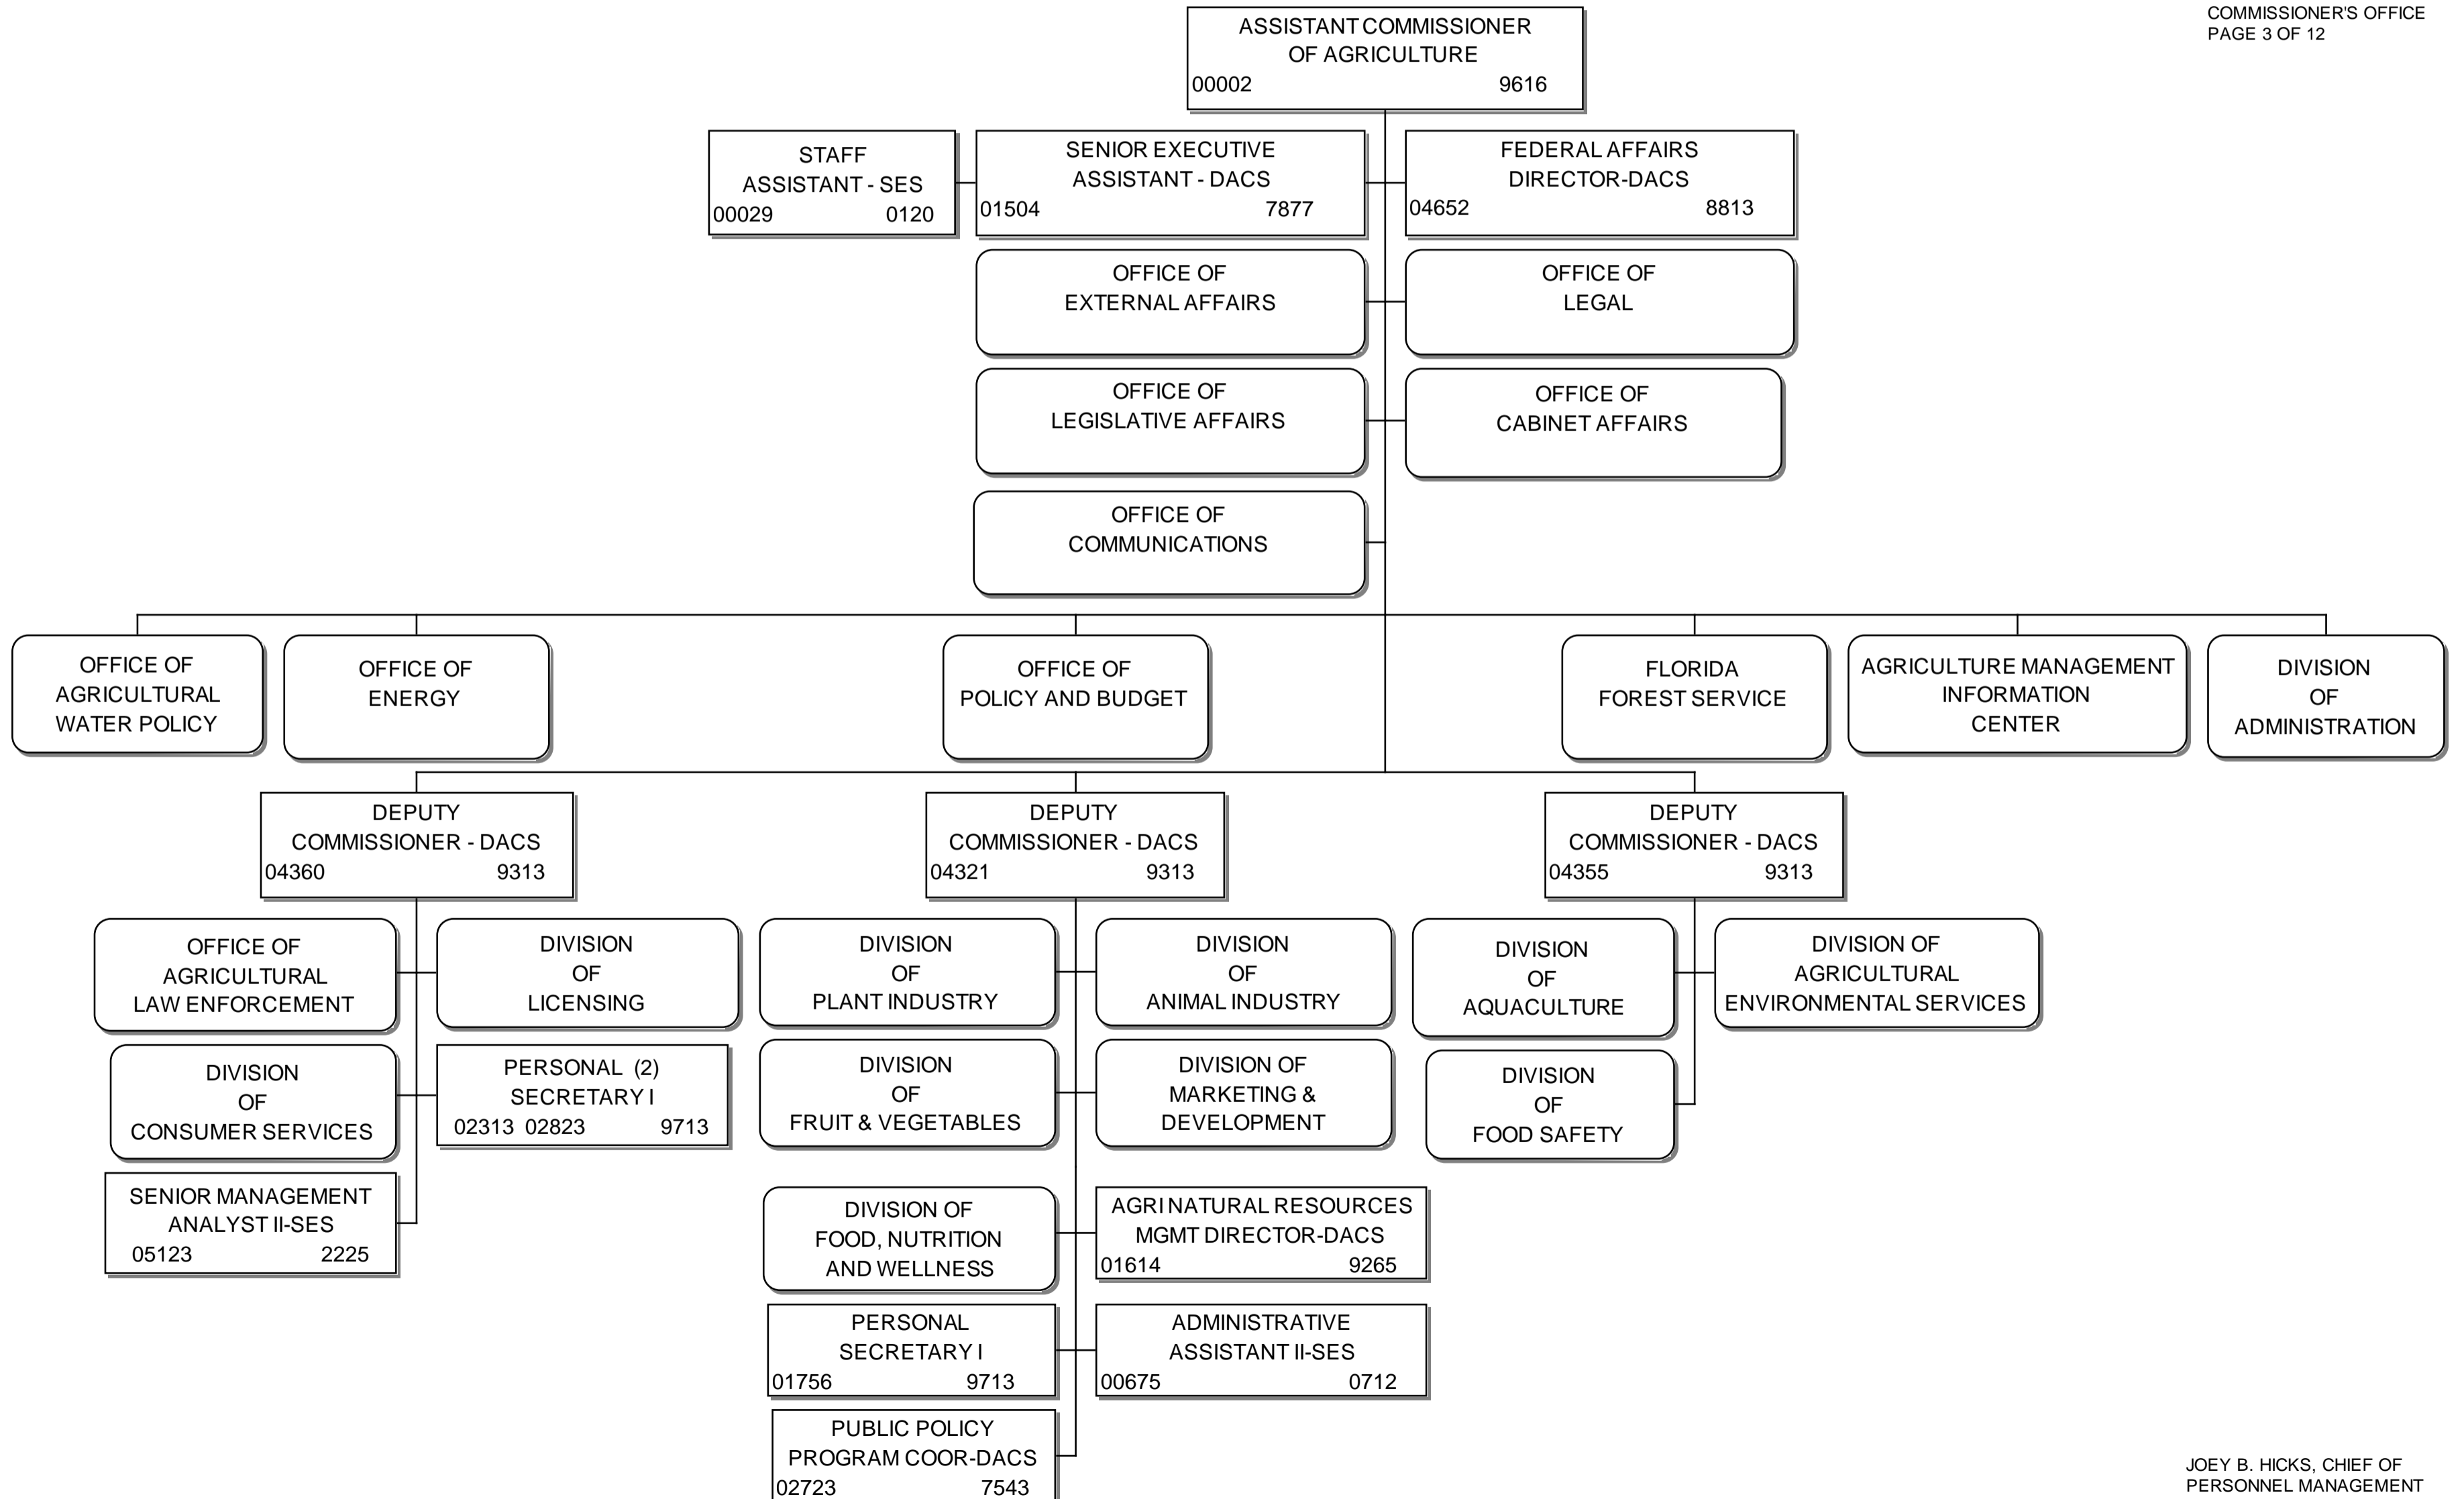 COMMISSIONER'S OFFICE
PAGE 3 OF 12
ASSISTANT COMMISSIONER
OF AGRICULTURE
00002 9616
STAFF
ASSISTANT - SES
00029 0120
SENIOR EXECUTIVE
ASSISTANT - DACS
01504 7877
FEDERAL AFFAIRS
DIRECTOR-DACS
04652 8813
OFFICE OF
EXTERNAL AFFAIRS
OFFICE OF
LEGAL
OFFICE OF
LEGISLATIVE AFFAIRS
OFFICE OF
CABINET AFFAIRS
OFFICE OF
COMMUNICATIONS
OFFICE OF
AGRICULTURAL
WATER POLICY
OFFICE OF
ENERGY
OFFICE OF
POLICY AND BUDGET
FLORIDA
FOREST SERVICE
AGRICULTURE MANAGEMENT
INFORMATION
CENTER
DIVISION
OF
ADMINISTRATION
DEPUTY
COMMISSIONER - DACS
04360 9313
DEPUTY
COMMISSIONER - DACS
04321 9313
DEPUTY
COMMISSIONER - DACS
04355 9313
OFFICE OF
AGRICULTURAL
LAW ENFORCEMENT
DIVISION
OF
LICENSING
DIVISION
OF
PLANT INDUSTRY
DIVISION
OF
ANIMAL INDUSTRY
DIVISION
OF
AQUACULTURE
DIVISION OF
AGRICULTURAL
ENVIRONMENTAL SERVICES
DIVISION
OF
CONSUMER SERVICES
PERSONAL (2)
SECRETARY I
02313 02823 9713
DIVISION
OF
FRUIT & VEGETABLES
DIVISION OF
MARKETING &
DEVELOPMENT
DIVISION
OF
FOOD SAFETY
SENIOR MANAGEMENT
ANALYST II-SES
05123 2225
DIVISION OF
FOOD, NUTRITION
AND WELLNESS
AGRI NATURAL RESOURCES
MGMT DIRECTOR-DACS
01614 9265
PERSONAL
SECRETARY I
01756 9713
ADMINISTRATIVE
ASSISTANT II-SES
00675 0712
PUBLIC POLICY
PROGRAM COOR-DACS
02723 7543
JOEY B. HICKS, CHIEF OF
PERSONNEL MANAGEMENT